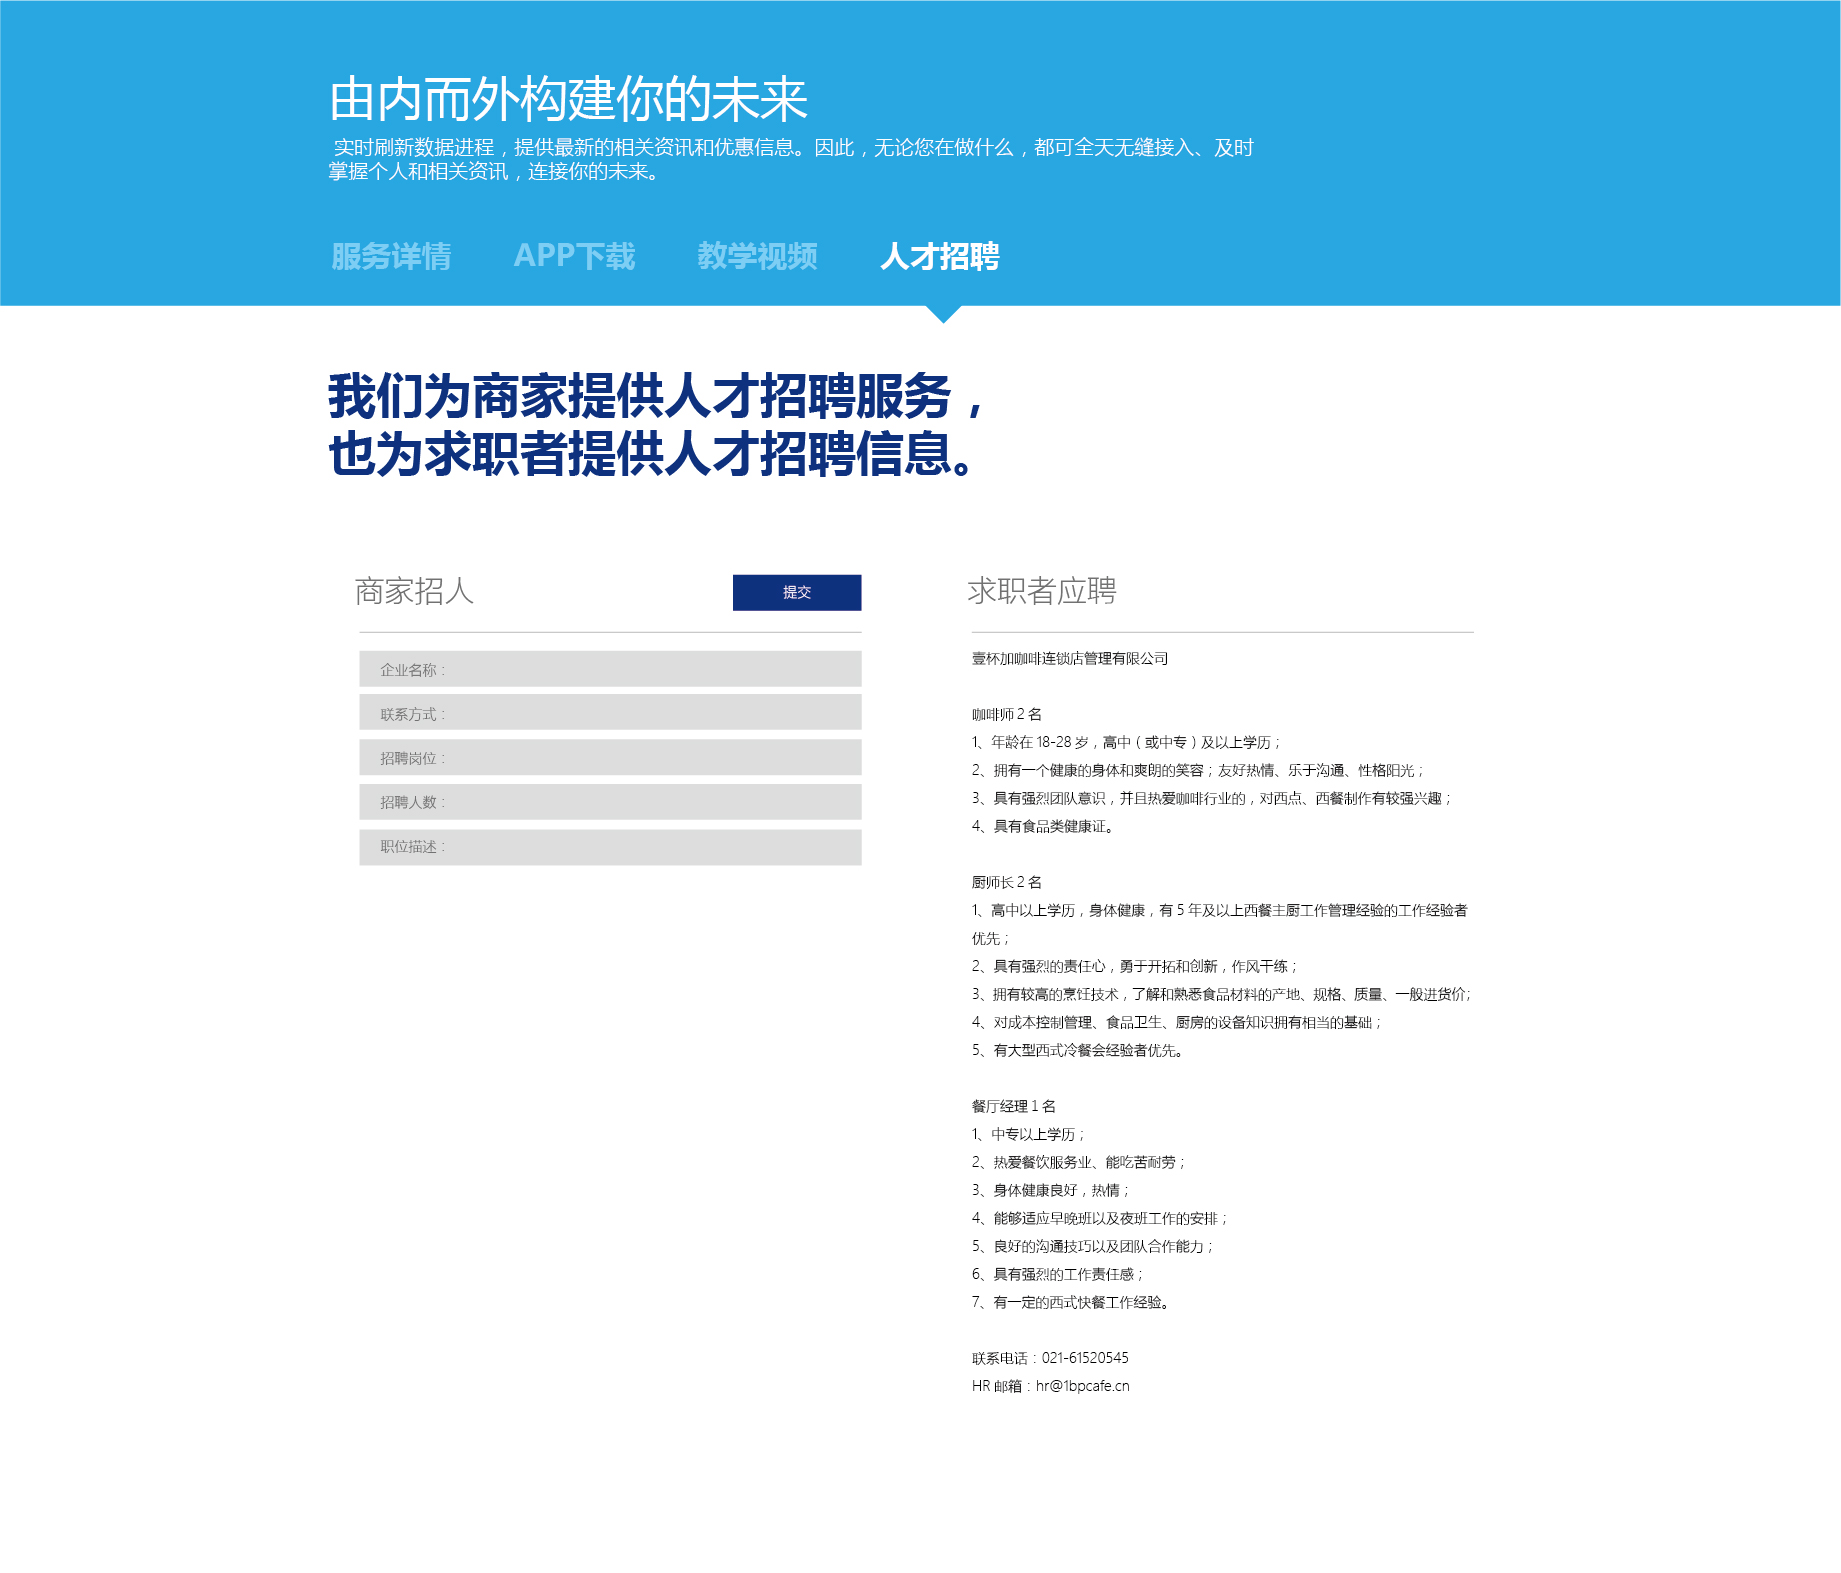 由内而外构建你的未来
实时刷新数据进程，提供最新的相关资讯和优惠信息。因此，无论您在做什么，都可全天无缝接入、及时
掌握个人和相关资讯，连接你的未来。
服务详情 APP下载 教学视频 人才招聘
我们为商家提供人才招聘服务，
也为求职者提供人才招聘信息。
商家招人
提交
企业名称：
联系方式：
招聘岗位：
招聘人数：
职位描述：
求职者应聘
壹杯加咖啡连锁店管理有限公司
咖啡师 2 名
1、年龄在 18-28 岁，高中（或中专）及以上学历；
2、拥有一个健康的身体和爽朗的笑容；友好热情、乐于沟通、性格阳光；
3、具有强烈团队意识，并且热爱咖啡行业的，对西点、西餐制作有较强兴趣；
4、具有食品类健康证。
厨师长 2 名
1、高中以上学历，身体健康，有 5 年及以上西餐主厨工作管理经验的工作经验者
优先；
2、具有强烈的责任心，勇于开拓和创新，作风干练；
3、拥有较高的烹饪技术，了解和熟悉食品材料的产地、规格、质量、一般进货价；
4、对成本控制管理、食品卫生、厨房的设备知识拥有相当的基础；
5、有大型西式冷餐会经验者优先。
餐厅经理 1 名
1、中专以上学历；
2、热爱餐饮服务业、能吃苦耐劳；
3、身体健康良好，热情；
4、能够适应早晚班以及夜班工作的安排；
5、良好的沟通技巧以及团队合作能力；
6、具有强烈的工作责任感；
7、有一定的西式快餐工作经验。
联系电话：021-61520545
HR 邮箱：hr@1bpcafe.cn